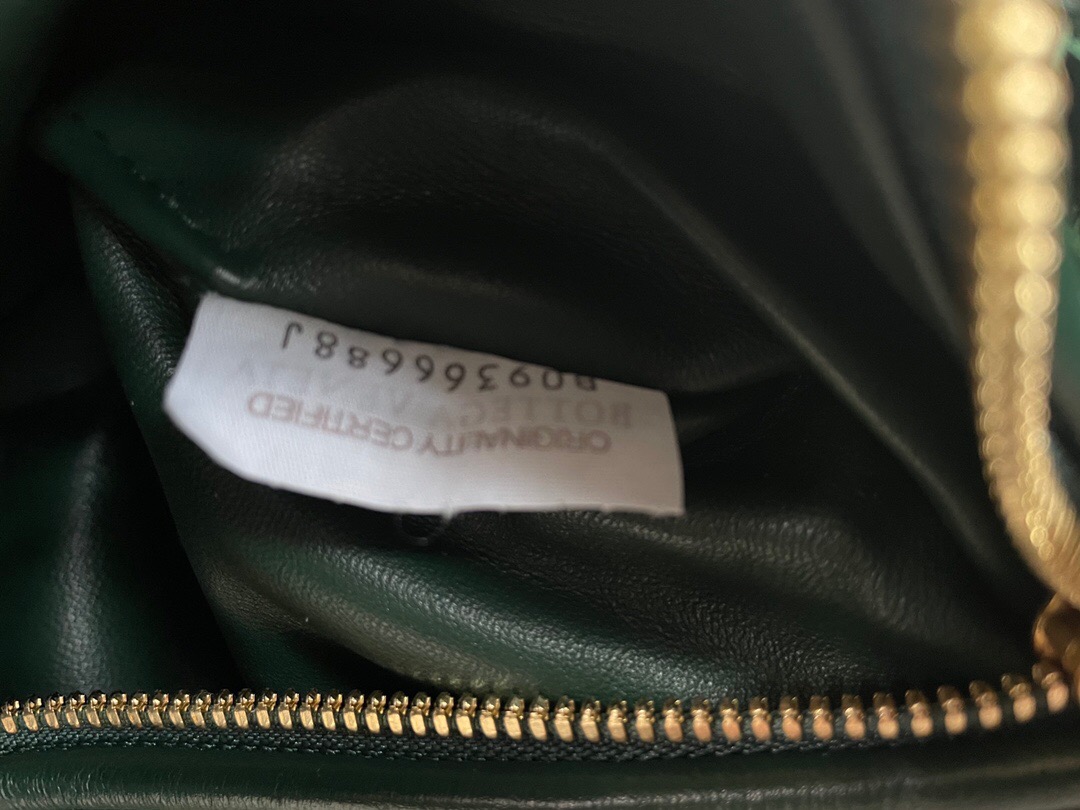 ORIGINALITY CERTIFIED
BOTTEGA VENETA
B09366688J